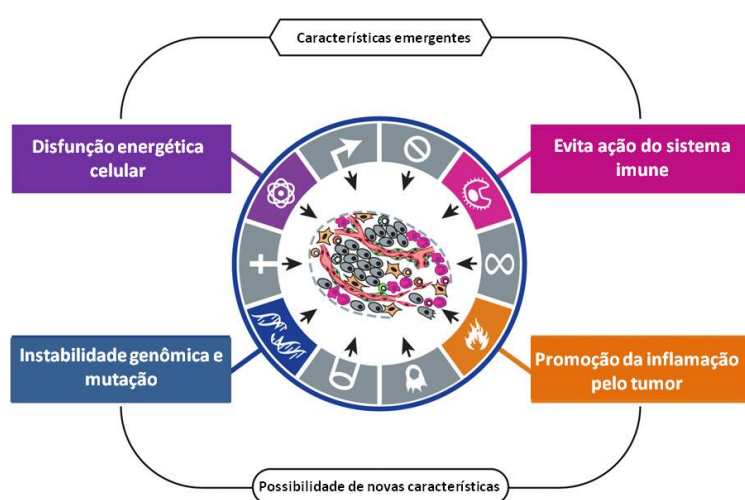 Características emergentes
Disfunção energética
celular
Evita ação do sistema
imune
Instabilidade genômica e
mutação
Promoção da inflamação
pelo tumor
Possibilidade de novas características